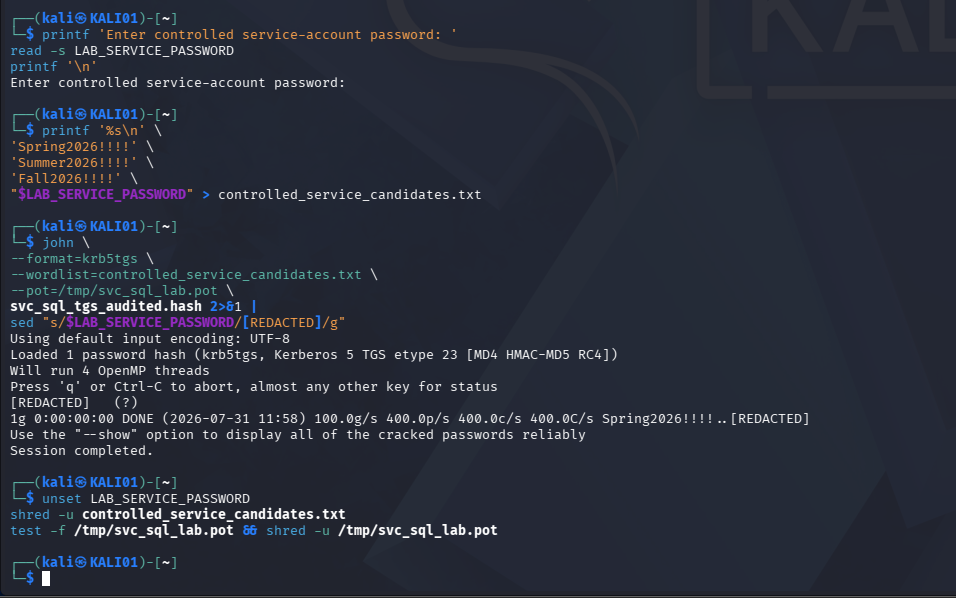 ┌──(kali㉿KALI01)-[~]
└─$ printf 'Enter controlled service-account password: '
read -s LAB_SERVICE_PASSWORD
printf '\n'
Enter controlled service-account password:
┌──(kali㉿KALI01)-[~]
└─$ printf '%s\n' \
'Spring2026!!!!' \
'Summer2026!!!!' \
'Fall2026!!!!' \
"$LAB_SERVICE_PASSWORD" > controlled_service_candidates.txt
┌──(kali㉿KALI01)-[~]
└─$ john \
--format=krb5tgs \
--wordlist=controlled_service_candidates.txt \
--pot=/tmp/svc_sql_lab.pot \
svc_sql_tgs_audited.hash 2>&1 |
sed "s/$LAB_SERVICE_PASSWORD/[REDACTED]/g"
Using default input encoding: UTF-8
Loaded 1 password hash (krb5tgs, Kerberos 5 TGS etype 23 [MD4 HMAC-MD5 RC4])
Will run 4 OpenMP threads
Press 'q' or Ctrl-C to abort, almost any other key for status
[REDACTED]   (?)
1g 0:00:00:00 DONE (2026-07-31 11:58) 100.0g/s 400.0p/s 400.0c/s 400.0C/s Spring2026!!!!..[REDACTED]
Use the "--show" option to display all of the cracked passwords reliably
Session completed.
┌──(kali㉿KALI01)-[~]
└─$ unset LAB_SERVICE_PASSWORD
shred -u controlled_service_candidates.txt
test -f /tmp/svc_sql_lab.pot && shred -u /tmp/svc_sql_lab.pot
┌──(kali㉿KALI01)-[~]
└─$